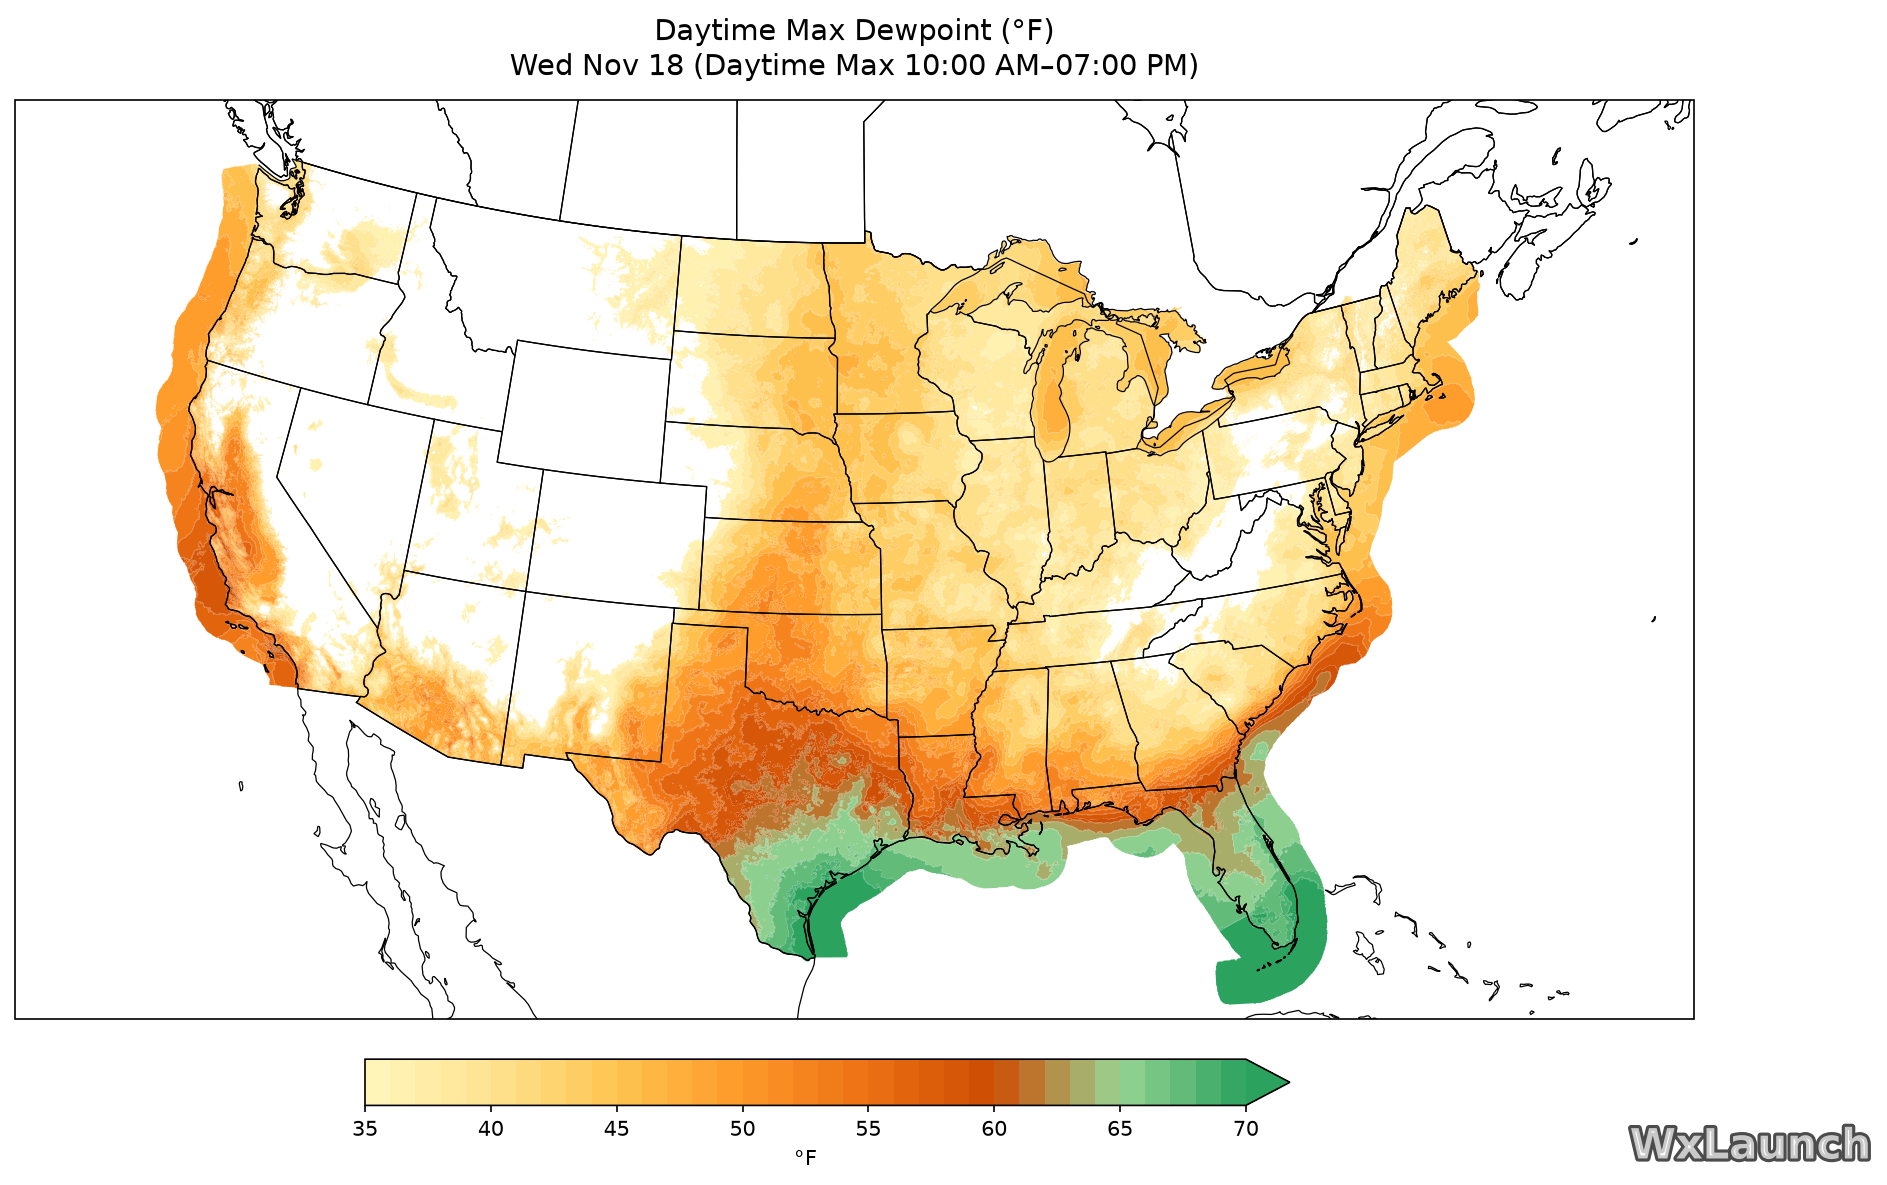 Daytime Max Dewpoint (°F)
Wed Nov 18 (Daytime Max 10:00 AM–07:00 PM)
35 40 45 50 55 60 65 70
°F
WxLaunch